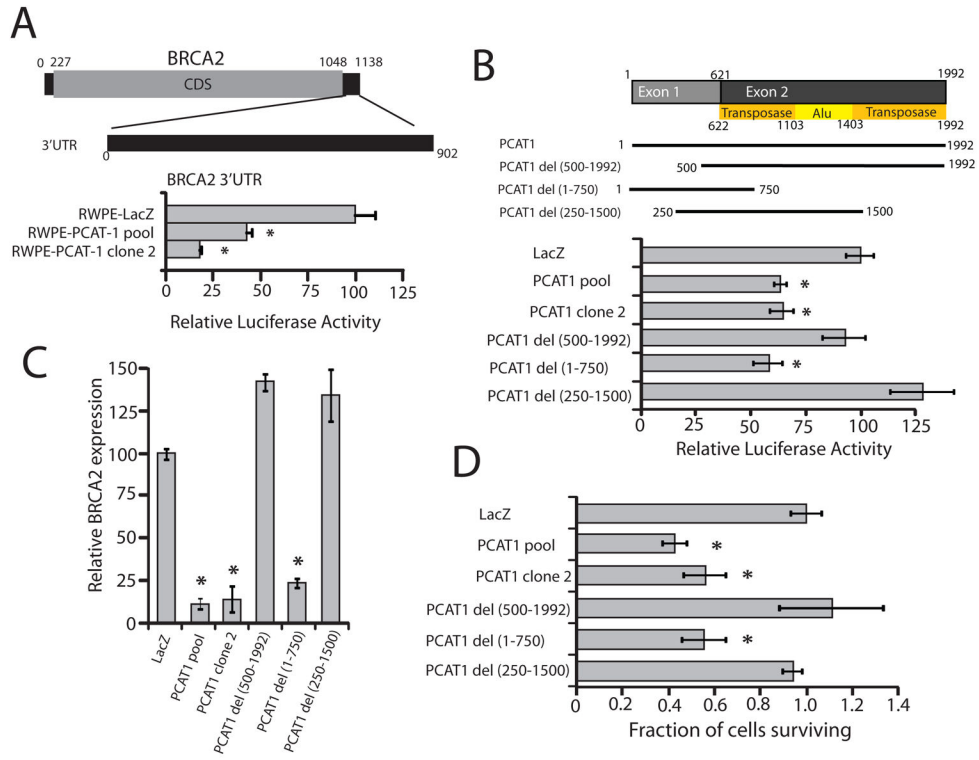 A
BRCA2
0 227 1048 1138
CDS
3'UTR
0
902
BRCA2 3'UTR
RWPE-LacZ
RWPE-PCAT-1 pool *
RWPE-PCAT-1 clone 2 *
0 25 50 75 100 125
Relative Luciferase Activity
B
1 621 1992
Exon 1 Exon 2
Transposase Alu Transposase
622 1103 1403 1992
PCAT1 1 1992
PCAT1 del (500-1992) 500 1992
PCAT1 del (1-750) 1 750
PCAT1 del (250-1500) 250 1500
LacZ
PCAT1 pool *
PCAT1 clone 2 *
PCAT1 del (500-1992)
PCAT1 del (1-750) *
PCAT1 del (250-1500)
0 25 50 75 100 125
Relative Luciferase Activity
C
Relative BRCA2 expression
150
125
100
75
50
25
0
* * *
LacZ
PCAT1 pool
PCAT1 clone 2
PCAT1 del (500-1992)
PCAT1 del (1-750)
PCAT1 del (250-1500)
D
LacZ
PCAT1 pool *
PCAT1 clone 2 *
PCAT1 del (500-1992)
PCAT1 del (1-750) *
PCAT1 del (250-1500)
0 0.2 0.4 0.6 0.8 1.0 1.2 1.4
Fraction of cells surviving